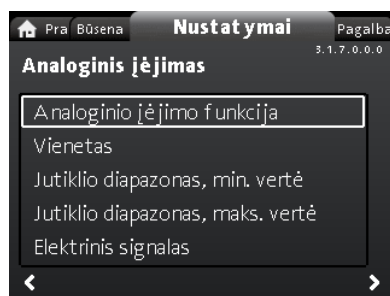 Pra Būsena Nustatymai Pagalba
3.1.7.0.0.0
Analoginis įėjimas
Analoginio įėjimo funkcija
Vienetas
Jutiklio diapazonas, min. vertė
Jutiklio diapazonas, maks. vertė
Elektrinis signalas